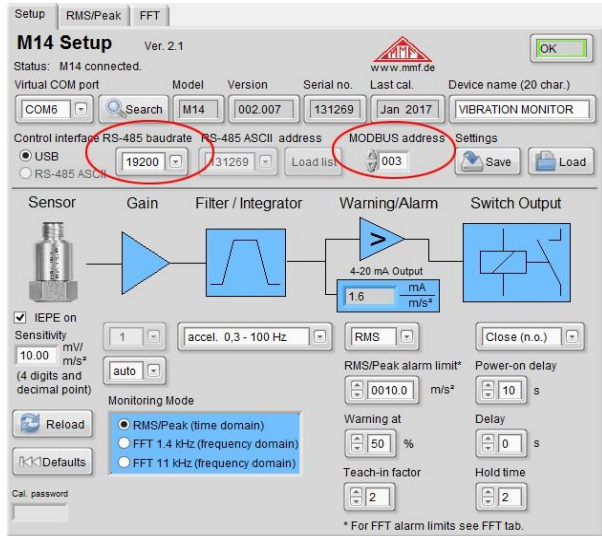 Setup RMS/Peak FFT
M14 Setup Ver. 2.1
OK
Status: M14 connected.
www.mmf.de
Virtual COM port Model Version Serial no. Last cal. Device name (20 char.)
COM6 Search M14 002.007 131269 Jan 2017 VIBRATION MONITOR
Control interface RS-485 baudrate RS-485 ASCII address MODBUS address Settings
USB 19200 131269 Load list 003 Save Load
RS-485 ASCII
Sensor Gain Filter / Integrator Warning/Alarm Switch Output
>
4-20 mA Output
1.6 mA
m/s²
IEPE on
Sensitivity
10.00 mV/
m/s²
(4 digits and
decimal point)
1 accel. 0,3 - 100 Hz RMS Close (n.o.)
auto
RMS/Peak alarm limit* Power-on delay
0010.0 m/s² 10 s
Monitoring Mode
RMS/Peak (time domain)
FFT 1.4 kHz (frequency domain)
FFT 11 kHz (frequency domain)
Warning at Delay
50 % 0 s
Reload
Defaults
Teach-in factor Hold time
2 2
Cal. password
* For FFT alarm limits see FFT tab.